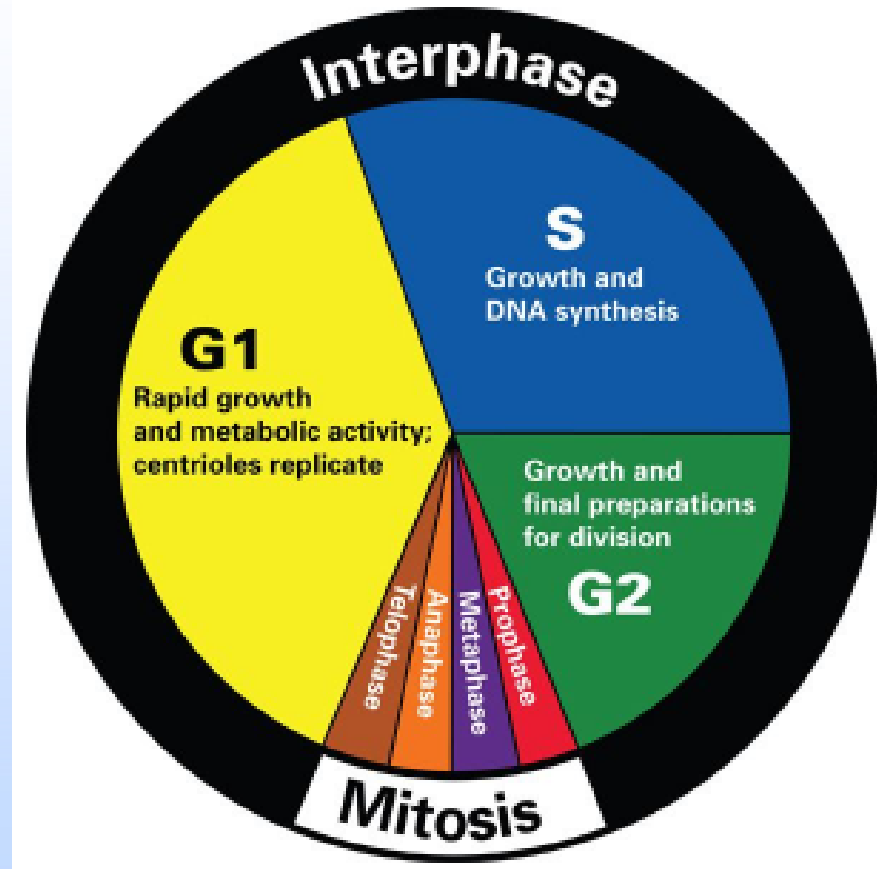 Interphase
S
Growth and
DNA synthesis
G1
Rapid growth
and metabolic activity;
centrioles replicate
Growth and
final preparations
for division
G2
Telophase
Anaphase
Metaphase
Prophase
Mitosis